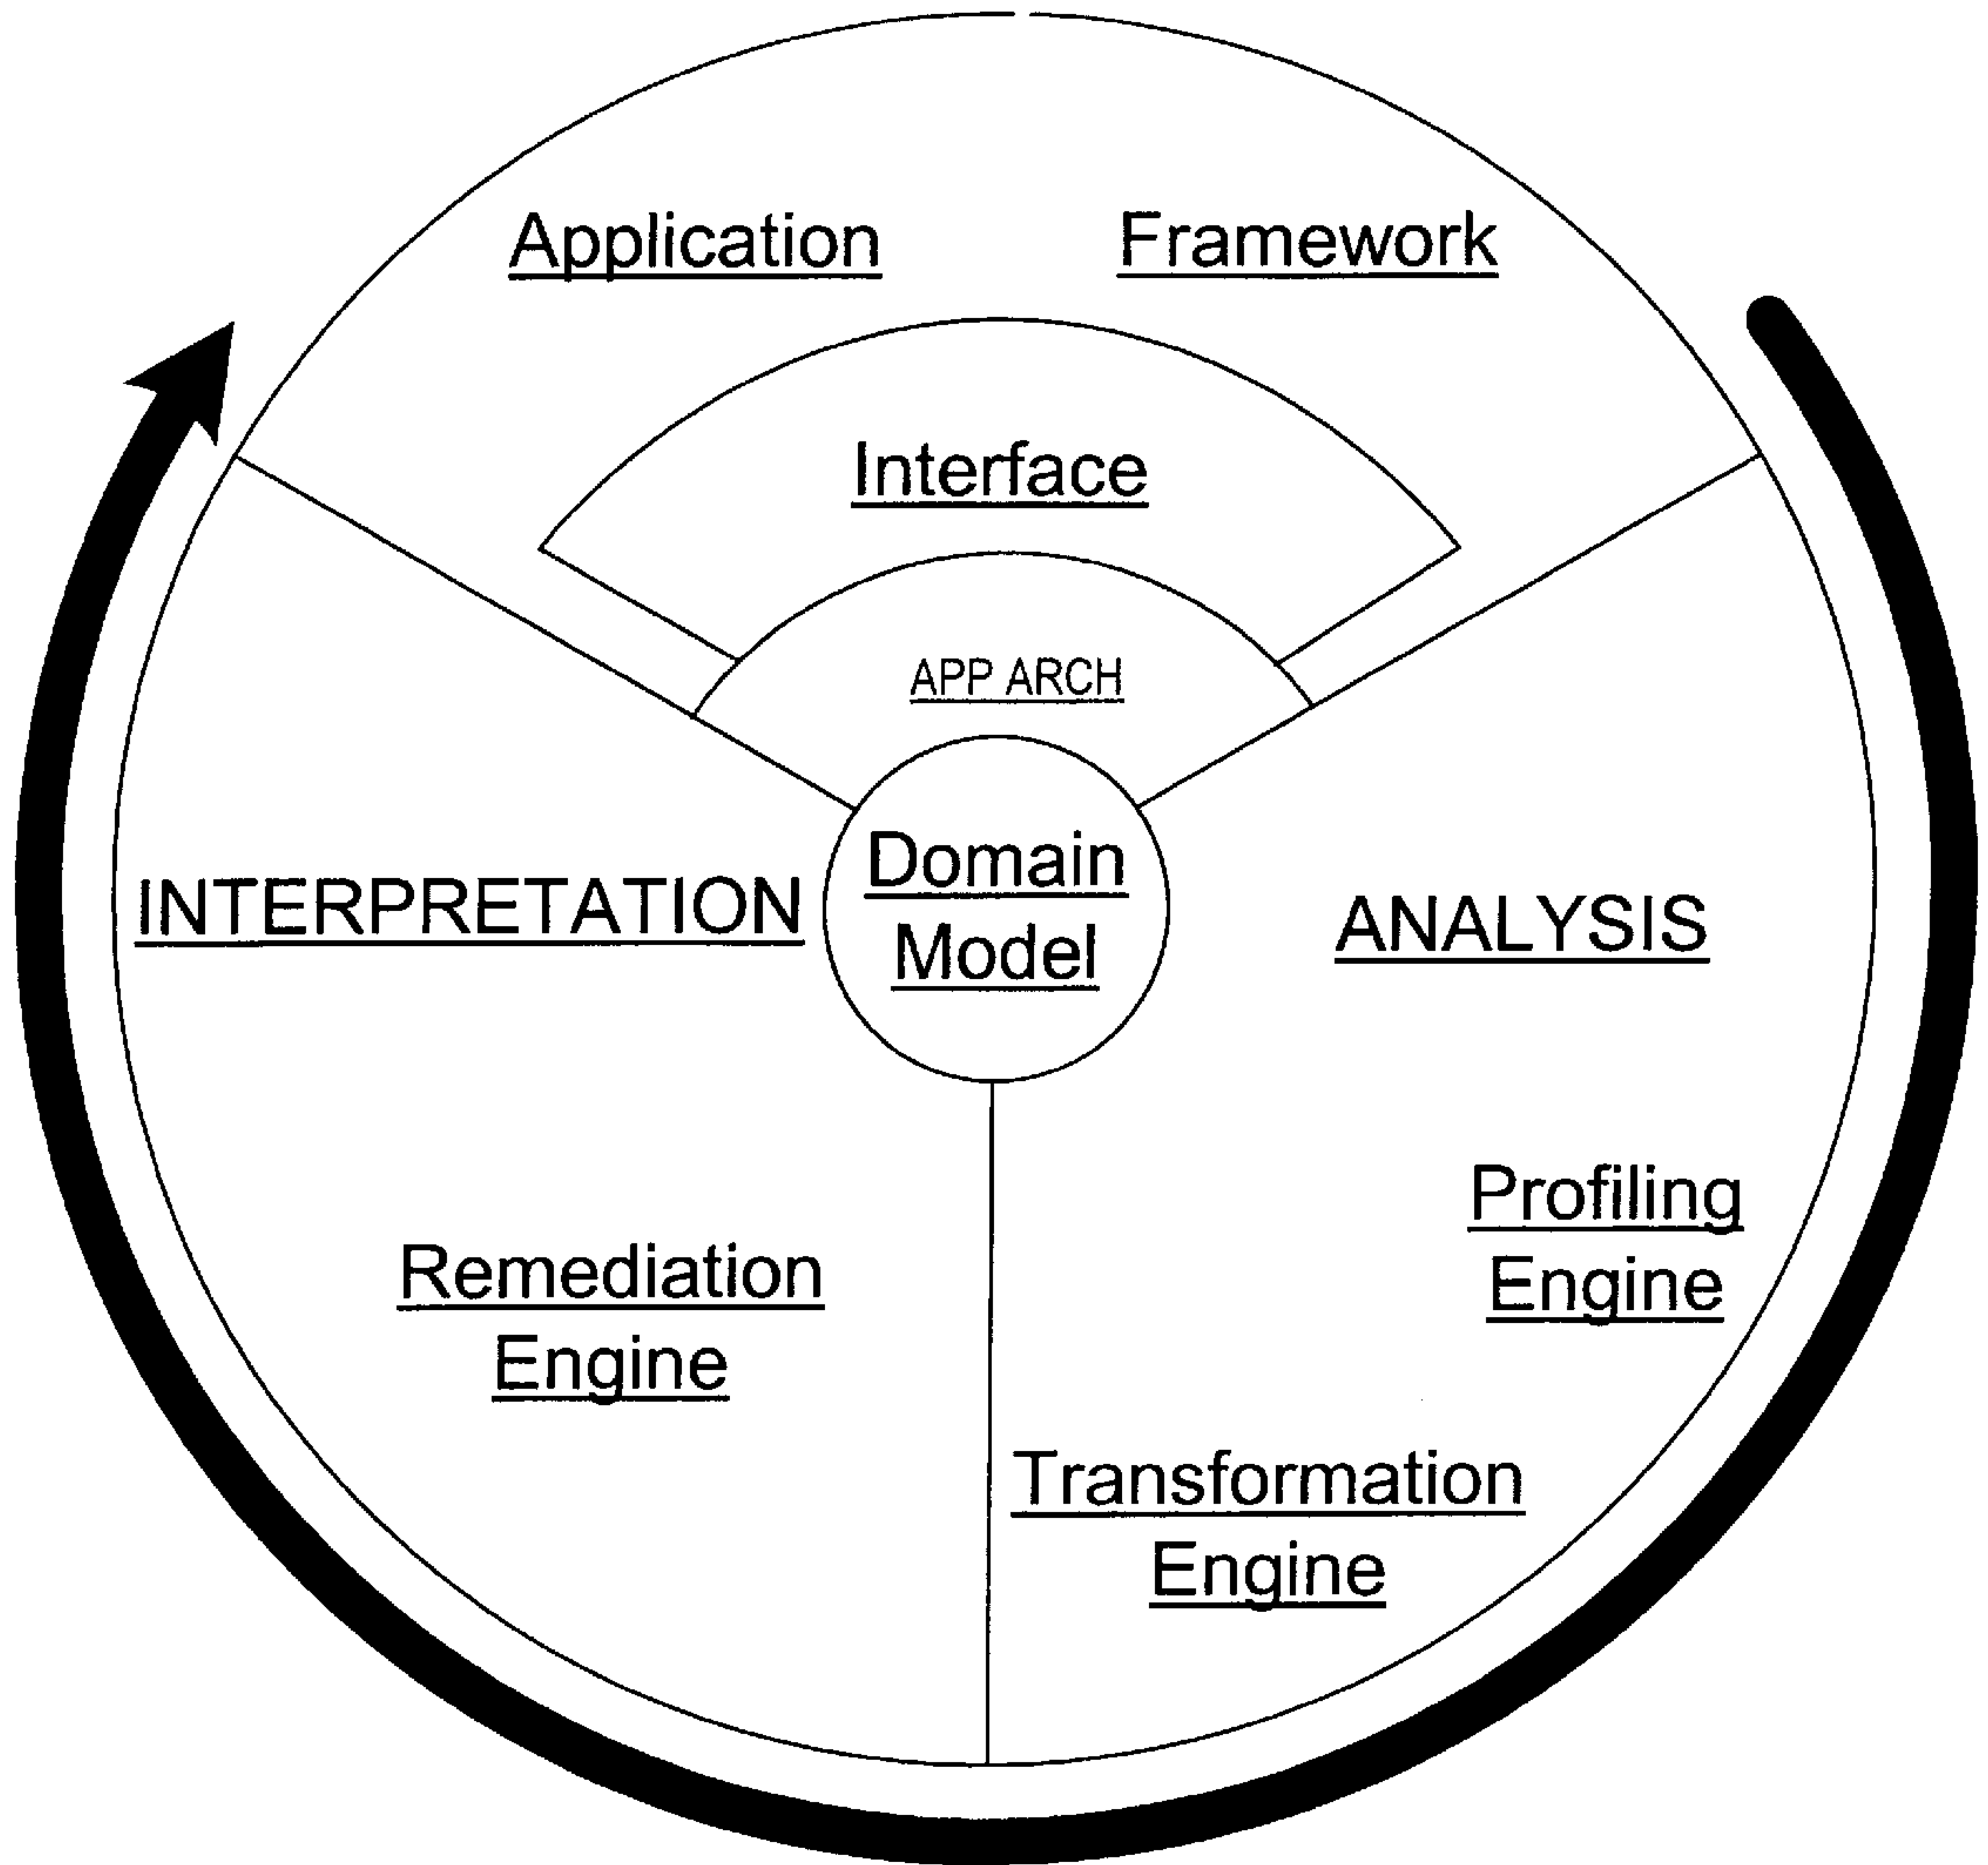 Application Framework
Interface
APP ARCH
Domain
Model
INTERPRETATION
ANALYSIS
Profiling
Engine
Remediation
Engine
Transformation
Engine